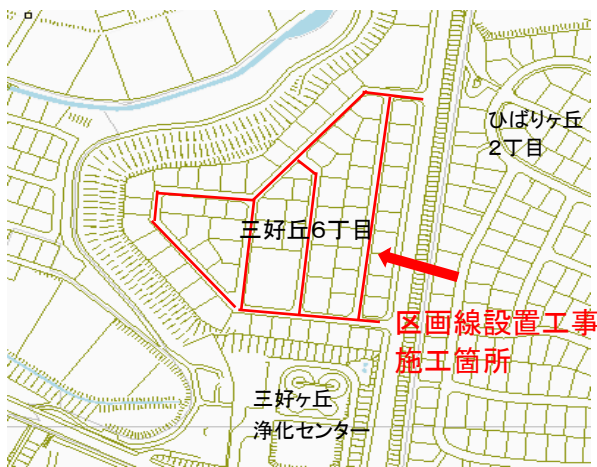 ひばりヶ丘
2丁目
三好丘6丁目
区画線設置工事
施工箇所
三好ヶ丘
浄化センター